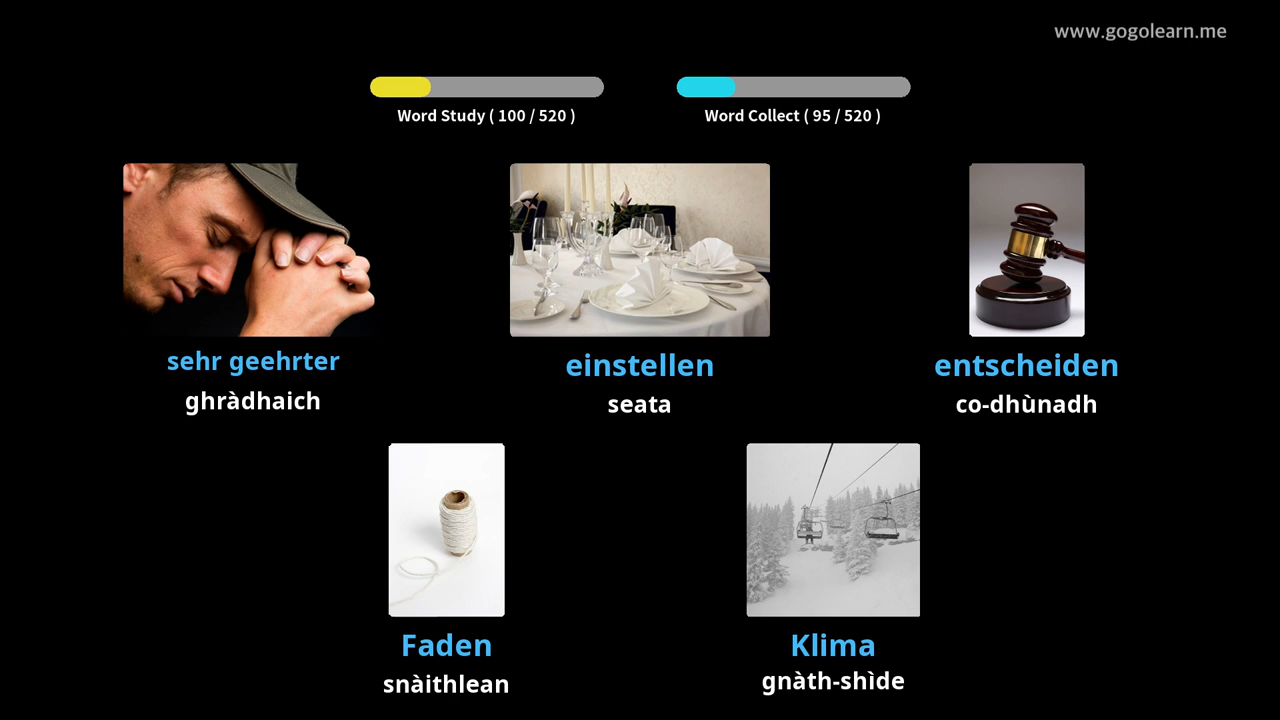 www.gogolearn.me
Word Study ( 100 / 520 )
Word Collect ( 95 / 520 )
sehr geehrter
ghràdhaich
einstellen
seata
entscheiden
co-dhùnadh
Faden
snàithlean
Klima
gnàth-shìde